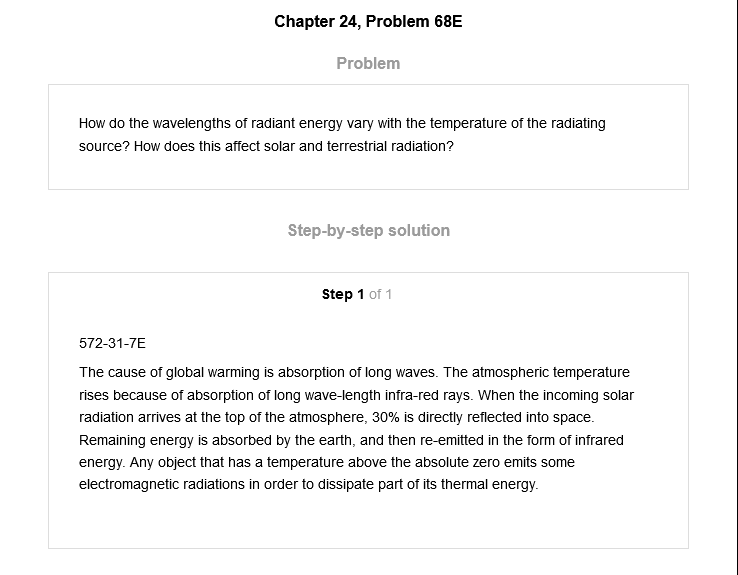 Chapter 24, Problem 68E
Problem
How do the wavelengths of radiant energy vary with the temperature of the radiating
source? How does this affect solar and terrestrial radiation?
Step-by-step solution
Step 1 of 1
572-31-7E
The cause of global warming is absorption of long waves. The atmospheric temperature
rises because of absorption of long wave-length infra-red rays. When the incoming solar
radiation arrives at the top of the atmosphere, 30% is directly reflected into space.
Remaining energy is absorbed by the earth, and then re-emitted in the form of infrared
energy. Any object that has a temperature above the absolute zero emits some
electromagnetic radiations in order to dissipate part of its thermal energy.